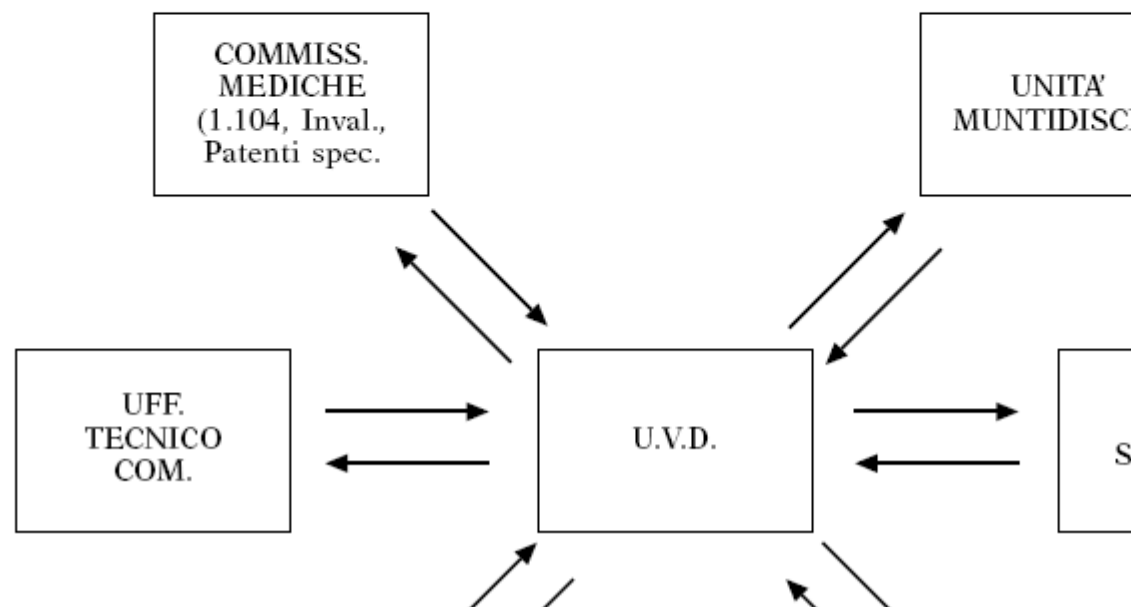 COMMISS.
MEDICHE
(1.104, Inval.,
Patenti spec.
UNITA'
UFF.
TECNICO
COM.
U.V.D.